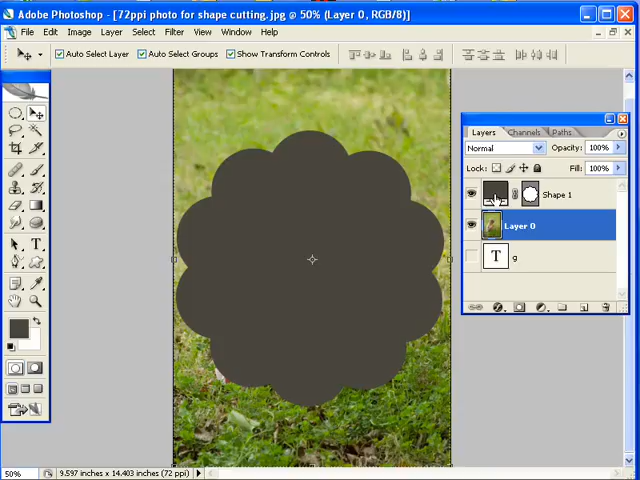 Adobe Photoshop - [72ppi photo for shape cutting.jpg @ 50% (Layer 0, RGB/8)]
File Edit Image Layer Select Filter View Window Help
Auto Select Layer Auto Select Groups Show Transform Controls
Layers Channels Paths
Normal Opacity: 100%
Lock: Fill: 100%
Shape 1
Layer 0
T g
T
50% 9.597 inches x 14.403 inches (72 ppi)